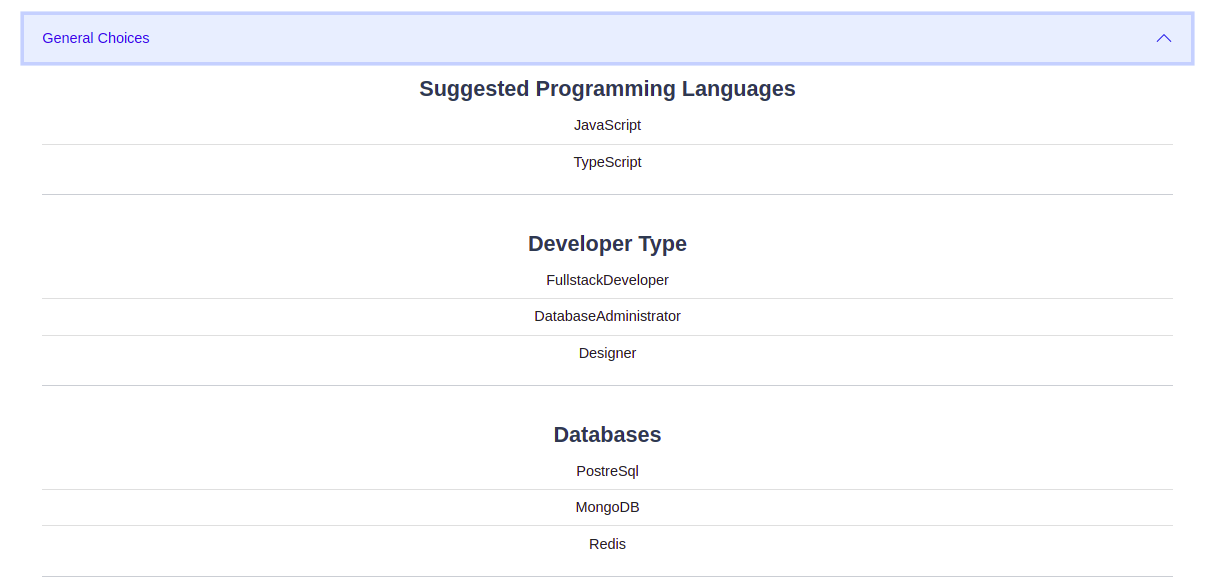 General Choices
Suggested Programming Languages
JavaScript
TypeScript
Developer Type
FullstackDeveloper
DatabaseAdministrator
Designer
Databases
PostreSql
MongoDB
Redis